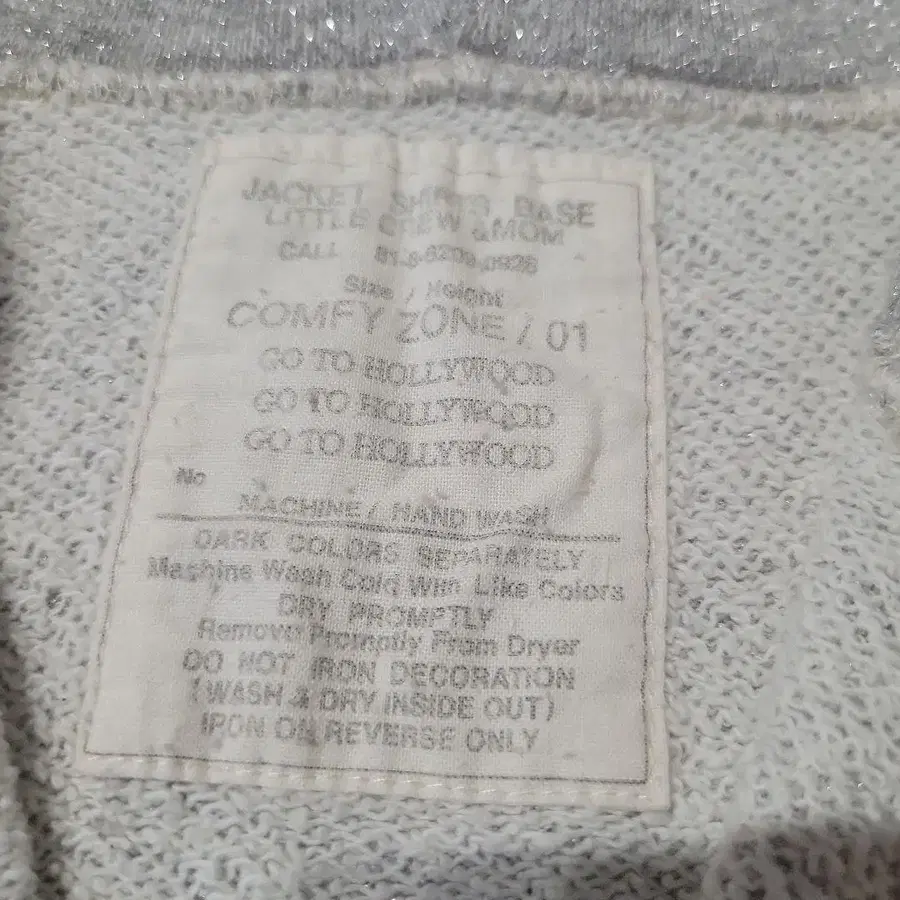 JACKET SHIRTS BASE
LITTLE CREW &MOM
CALL
Size / Height
COMFY ZONE / 01
GO TO HOLLYWOOD
GO TO HOLLYWOOD
GO TO HOLLYWOOD
No
MACHINE / HAND WASH
DARK COLORS SEPARATELY
Machine Wash Cold With Like Colors
DRY PROMPTLY
Remove Promptly From Dryer
DO NOT IRON DECORATION
(WASH & DRY INSIDE OUT)
IRON ON REVERSE ONLY